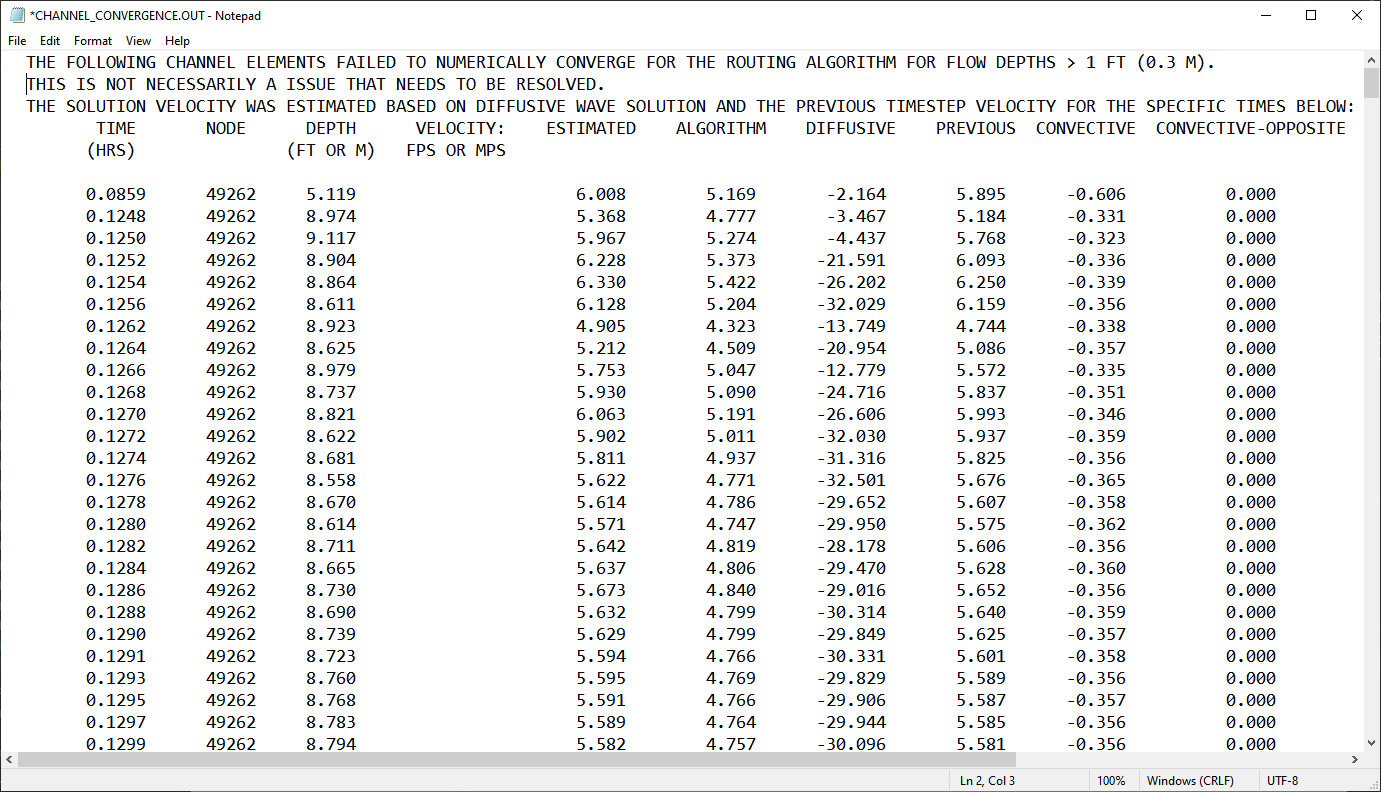 *CHANNEL_CONVERGENCE.OUT - Notepad
File Edit Format View Help
THE FOLLOWING CHANNEL ELEMENTS FAILED TO NUMERICALLY CONVERGE FOR THE ROUTING ALGORITHM FOR FLOW DEPTHS > 1 FT (0.3 M).
THIS IS NOT NECESSARILY A ISSUE THAT NEEDS TO BE RESOLVED.
THE SOLUTION VELOCITY WAS ESTIMATED BASED ON DIFFUSIVE WAVE SOLUTION AND THE PREVIOUS TIMESTEP VELOCITY FOR THE SPECIFIC TIMES BELOW:
TIME NODE DEPTH VELOCITY: ESTIMATED ALGORITHM DIFFUSIVE PREVIOUS CONVECTIVE CONVECTIVE-OPPOSITE
(HRS) (FT OR M) FPS OR MPS
0.0859 49262 5.119 6.008 5.169 -2.164 5.895 -0.606 0.000
0.1248 49262 8.974 5.368 4.777 -3.467 5.184 -0.331 0.000
0.1250 49262 9.117 5.967 5.274 -4.437 5.768 -0.323 0.000
0.1252 49262 8.904 6.228 5.373 -21.591 6.093 -0.336 0.000
0.1254 49262 8.864 6.330 5.422 -26.202 6.250 -0.339 0.000
0.1256 49262 8.611 6.128 5.204 -32.029 6.159 -0.356 0.000
0.1262 49262 8.923 4.905 4.323 -13.749 4.744 -0.338 0.000
0.1264 49262 8.625 5.212 4.509 -20.954 5.086 -0.357 0.000
0.1266 49262 8.979 5.753 5.047 -12.779 5.572 -0.335 0.000
0.1268 49262 8.737 5.930 5.090 -24.716 5.837 -0.351 0.000
0.1270 49262 8.821 6.063 5.191 -26.606 5.993 -0.346 0.000
0.1272 49262 8.622 5.902 5.011 -32.030 5.937 -0.359 0.000
0.1274 49262 8.681 5.811 4.937 -31.316 5.825 -0.356 0.000
0.1276 49262 8.558 5.622 4.771 -32.501 5.676 -0.365 0.000
0.1278 49262 8.670 5.614 4.786 -29.652 5.607 -0.358 0.000
0.1280 49262 8.614 5.571 4.747 -29.950 5.575 -0.362 0.000
0.1282 49262 8.711 5.642 4.819 -28.178 5.606 -0.356 0.000
0.1284 49262 8.665 5.637 4.806 -29.470 5.628 -0.360 0.000
0.1286 49262 8.730 5.673 4.840 -29.016 5.652 -0.356 0.000
0.1288 49262 8.690 5.632 4.799 -30.314 5.640 -0.359 0.000
0.1290 49262 8.739 5.629 4.799 -29.849 5.625 -0.357 0.000
0.1291 49262 8.723 5.594 4.766 -30.331 5.601 -0.358 0.000
0.1293 49262 8.760 5.595 4.769 -29.829 5.589 -0.356 0.000
0.1295 49262 8.768 5.591 4.766 -29.906 5.587 -0.357 0.000
0.1297 49262 8.783 5.589 4.764 -29.944 5.585 -0.356 0.000
0.1299 49262 8.794 5.582 4.757 -30.096 5.581 -0.356 0.000
Ln 2, Col 3 100% Windows (CRLF) UTF-8